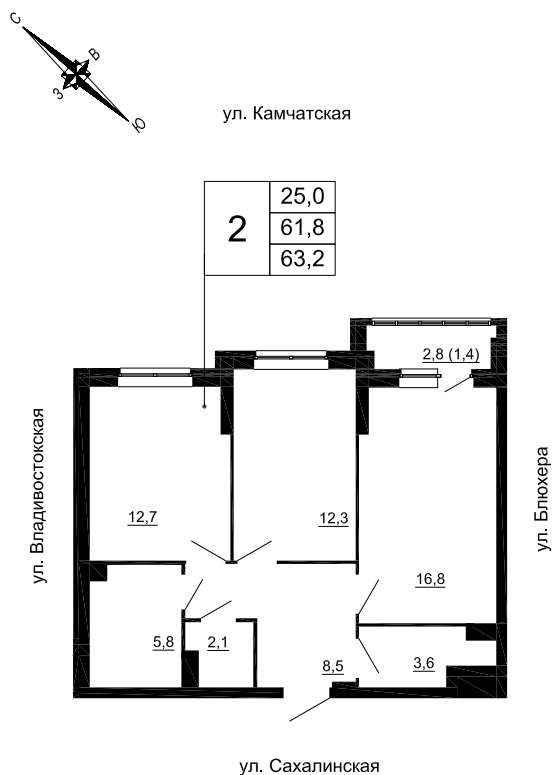 С
В
З
Ю
ул. Камчатская
2
25,0
61,8
63,2
2,8 (1,4)
ул. Владивостокская
ул. Блюхера
12,7
12,3
16,8
5,8
2,1
8,5
3,6
ул. Сахалинская